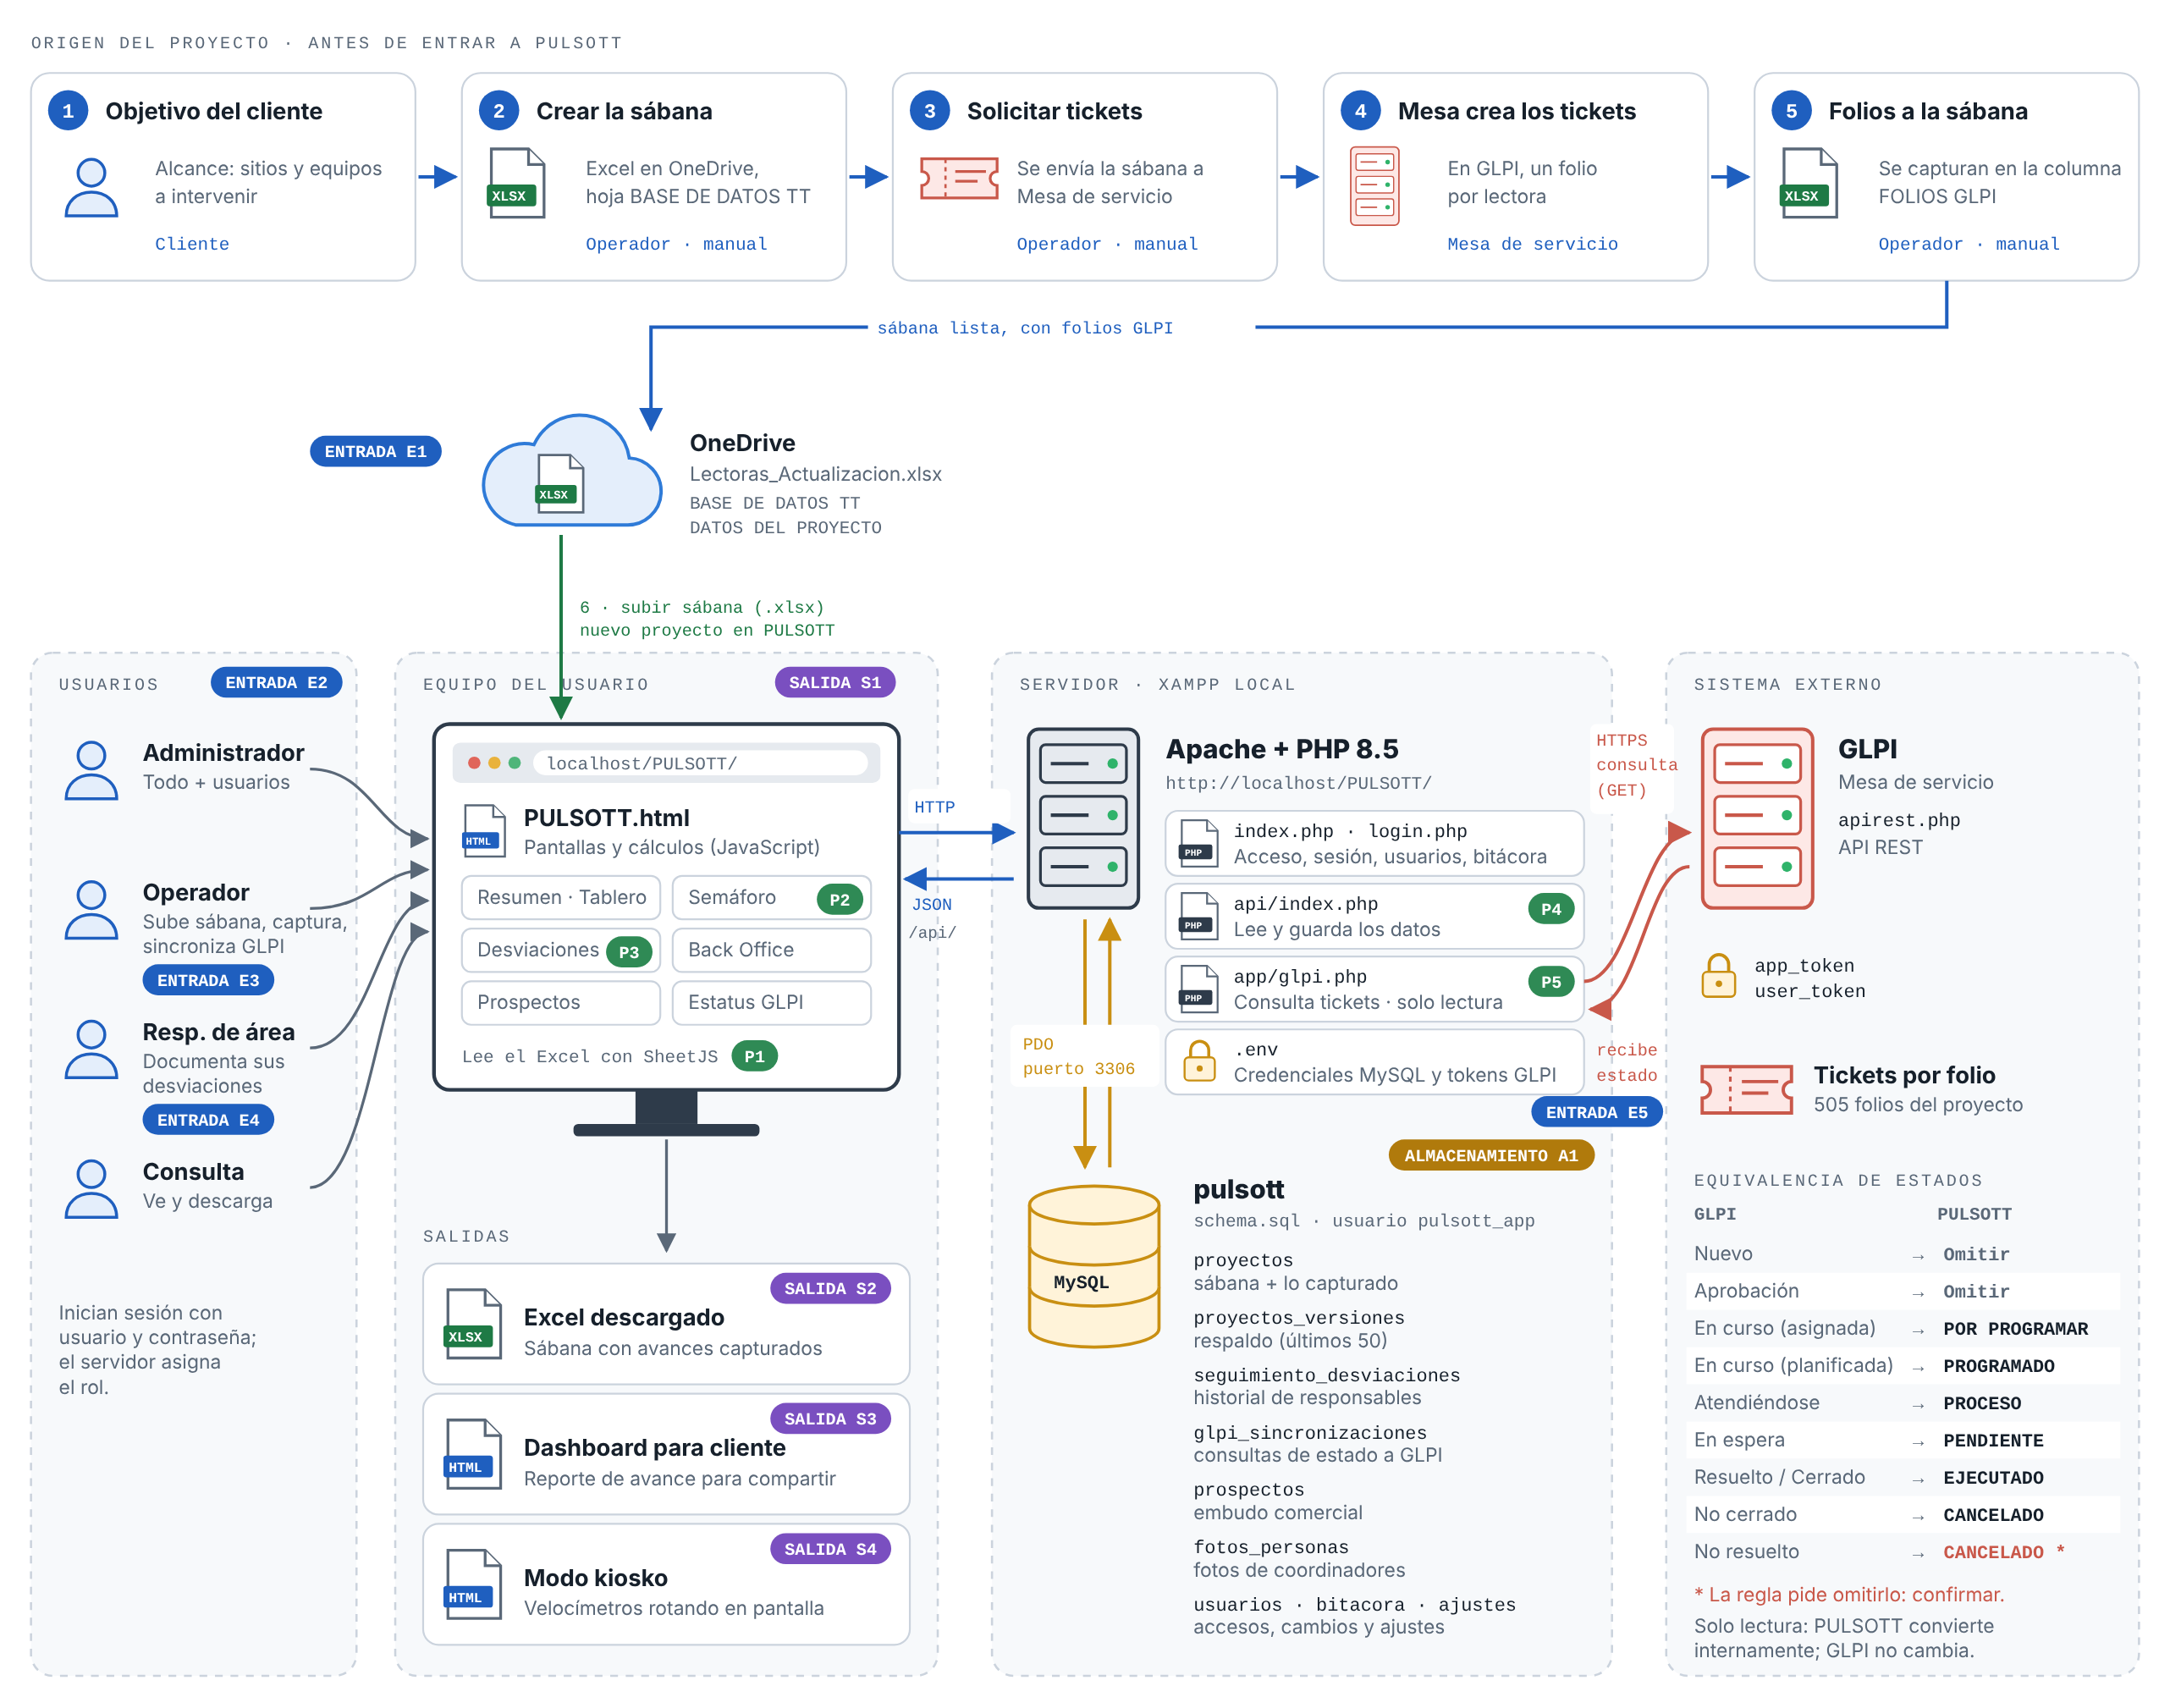 ORIGEN DEL PROYECTO · ANTES DE ENTRAR A PULSOTT
1 Objetivo del cliente
Alcance: sitios y equipos
a intervenir
Cliente
2 Crear la sábana
XLSX
Excel en OneDrive,
hoja BASE DE DATOS TT
Operador · manual
3 Solicitar tickets
Se envía la sábana a
Mesa de servicio
Operador · manual
4 Mesa crea los tickets
En GLPI, un folio
por lectora
Mesa de servicio
5 Folios a la sábana
XLSX
Se capturan en la columna
FOLIOS GLPI
Operador · manual
sábana lista, con folios GLPI
ENTRADA E1
XLSX
OneDrive
Lectoras_Actualizacion.xlsx
BASE DE DATOS TT
DATOS DEL PROYECTO
6 · subir sábana (.xlsx)
nuevo proyecto en PULSOTT
USUARIOS
ENTRADA E2
Administrador
Todo + usuarios
Operador
Sube sábana, captura,
sincroniza GLPI
ENTRADA E3
Resp. de área
Documenta sus
desviaciones
ENTRADA E4
Consulta
Ve y descarga
Inician sesión con
usuario y contraseña;
el servidor asigna
el rol.
EQUIPO DEL USUARIO
SALIDA S1
localhost/PULSOTT/
HTML
PULSOTT.html
Pantallas y cálculos (JavaScript)
Resumen · Tablero
Semáforo P2
Desviaciones P3
Back Office
Prospectos
Estatus GLPI
Lee el Excel con SheetJS P1
SALIDAS
SALIDA S2
XLSX
Excel descargado
Sábana con avances capturados
SALIDA S3
HTML
Dashboard para cliente
Reporte de avance para compartir
SALIDA S4
HTML
Modo kiosko
Velocímetros rotando en pantalla
HTTP
JSON
/api/
SERVIDOR · XAMPP LOCAL
Apache + PHP 8.5
http://localhost/PULSOTT/
PHP
index.php · login.php
Acceso, sesión, usuarios, bitácora
PHP
api/index.php
Lee y guarda los datos
P4
PHP
app/glpi.php
Consulta tickets · solo lectura
P5
.env
Credenciales MySQL y tokens GLPI
PDO
puerto 3306
ENTRADA E5
ALMACENAMIENTO A1
MySQL
pulsott
schema.sql · usuario pulsott_app
proyectos
sábana + lo capturado
proyectos_versiones
respaldo (últimos 50)
seguimiento_desviaciones
historial de responsables
glpi_sincronizaciones
consultas de estado a GLPI
prospectos
embudo comercial
fotos_personas
fotos de coordinadores
usuarios · bitacora · ajustes
accesos, cambios y ajustes
HTTPS
consulta
(GET)
recibe
estado
SISTEMA EXTERNO
GLPI
Mesa de servicio
apirest.php
API REST
app_token
user_token
Tickets por folio
505 folios del proyecto
EQUIVALENCIA DE ESTADOS
GLPI PULSOTT
Nuevo → Omitir
Aprobación → Omitir
En curso (asignada) → POR PROGRAMAR
En curso (planificada) → PROGRAMADO
Atendiéndose → PROCESO
En espera → PENDIENTE
Resuelto / Cerrado → EJECUTADO
No cerrado → CANCELADO
No resuelto → CANCELADO *
* La regla pide omitirlo: confirmar.
Solo lectura: PULSOTT convierte
internamente; GLPI no cambia.